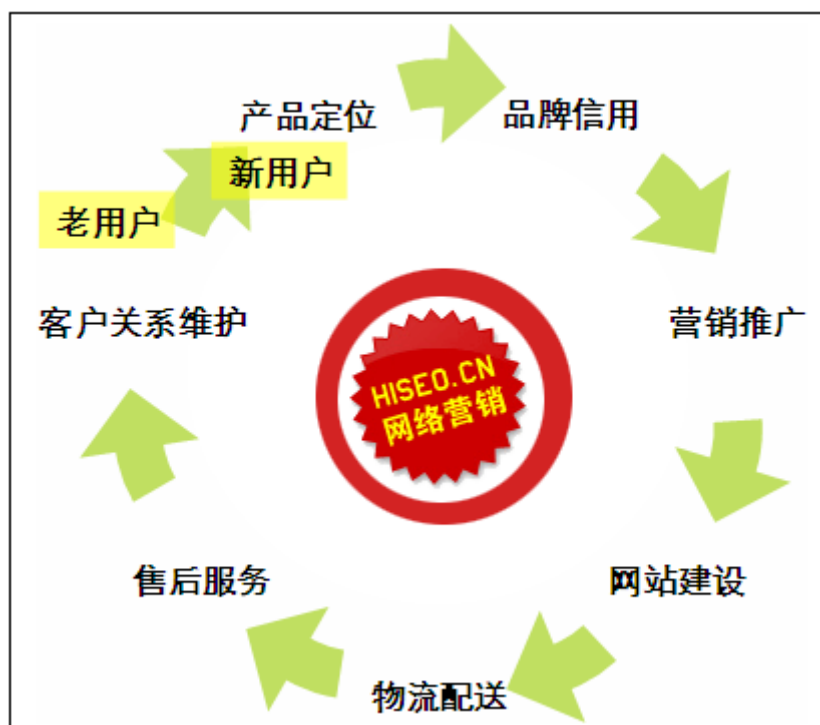 产品定位
品牌信用
新用户
老用户
客户关系维护
营销推广
HISEO.CN
网络营销
售后服务
网站建设
物流配送